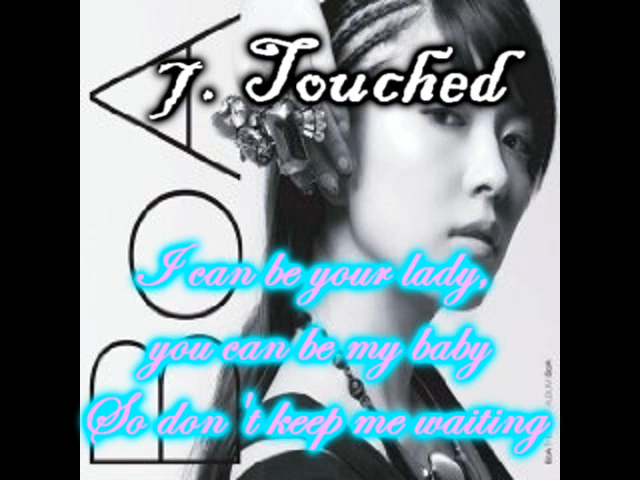 7. Touched
BOA
I can be your lady,
you can be my baby
So don't keep me waiting